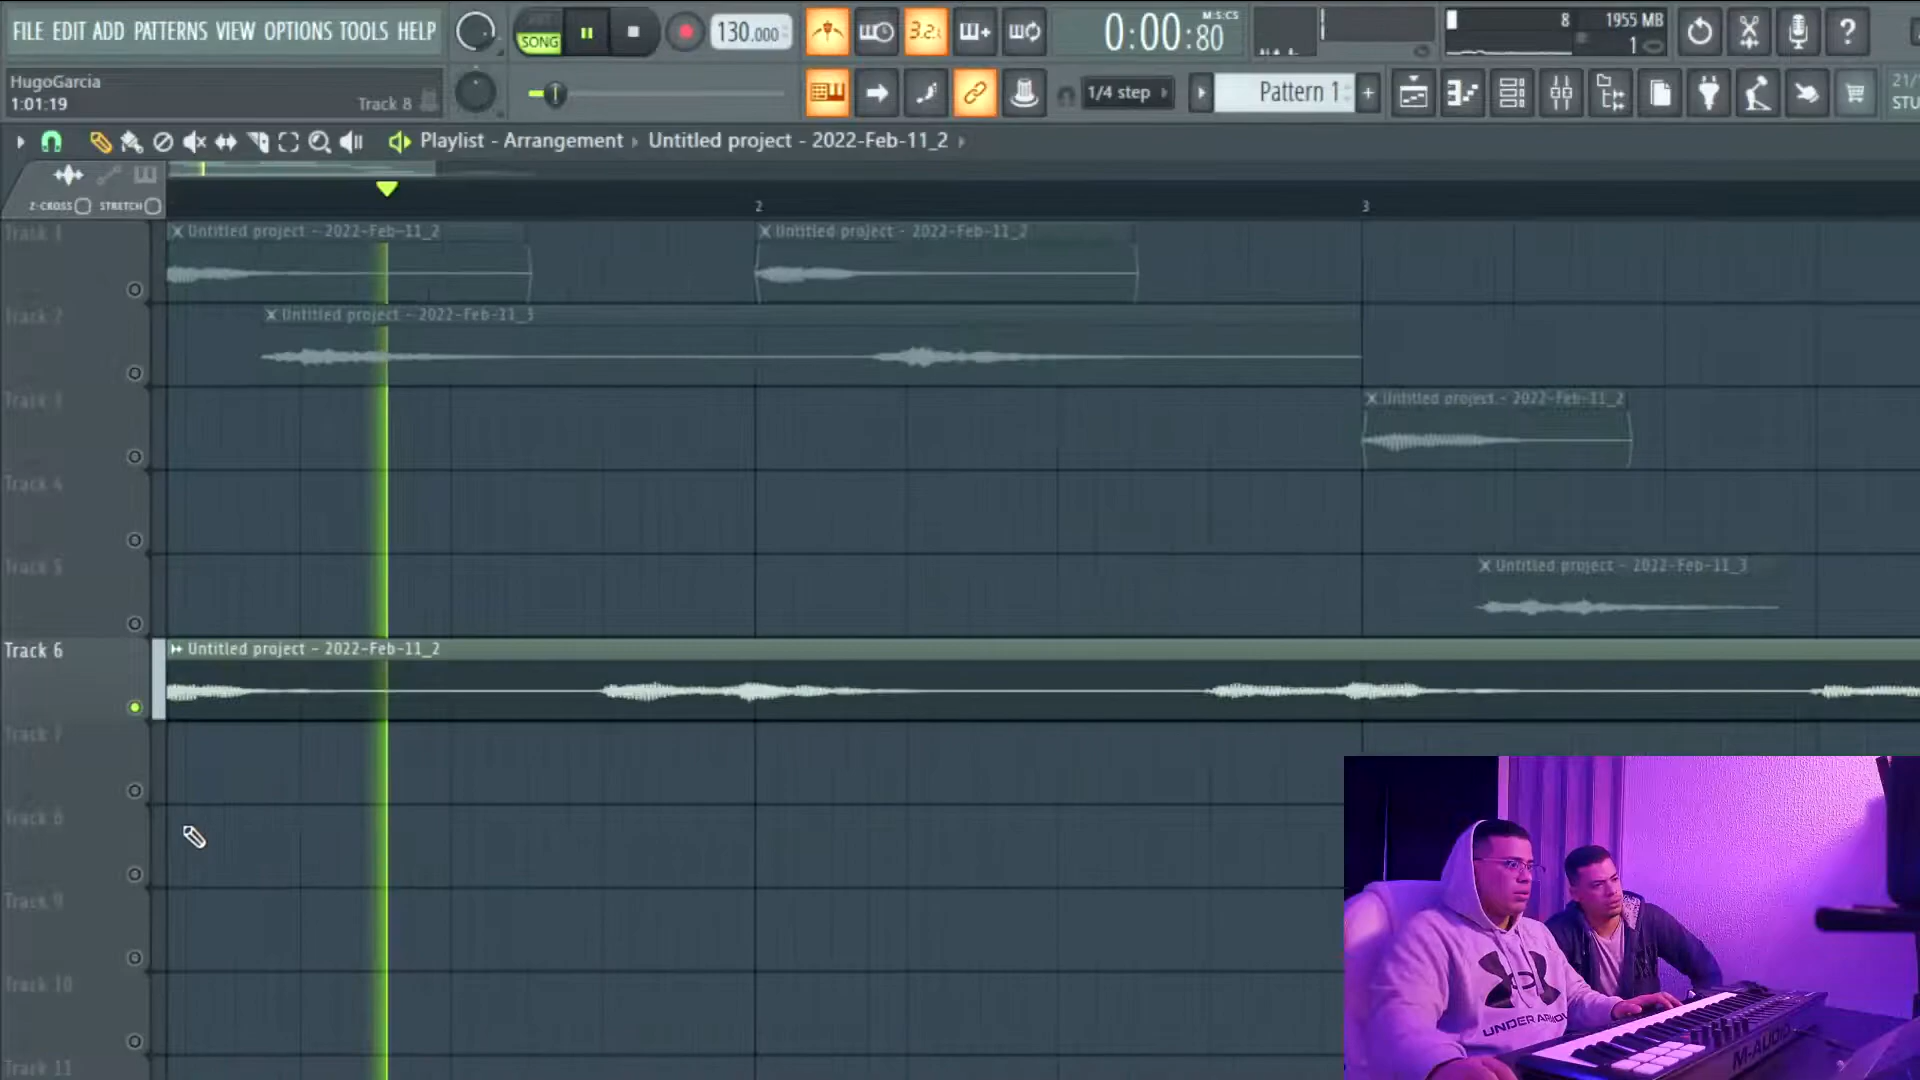 FILE EDIT ADD PATTERNS VIEW OPTIONS TOOLS HELP
SONG
130.000
3.2.
0:00:80
M:S:CS
8
1955 MB
1
HugoGarcia
1:01:19
Track 8
1/4 step
Pattern 1
21/
STU
Playlist - Arrangement
Untitled project - 2022-Feb-11_2
Z-CROSS
STRETCH
2
3
Track 1
Untitled project - 2022-Feb-11_2
Untitled project - 2022-Feb-11_2
Track 2
Untitled project - 2022-Feb-11_3
Track 3
Untitled project - 2022-Feb-11_2
Track 4
Track 5
Untitled project - 2022-Feb-11_3
Track 6
Untitled project - 2022-Feb-11_2
Track 7
Track 8
Track 9
Track 10
Track 11
UNDER ARMOU
M-AUDIO